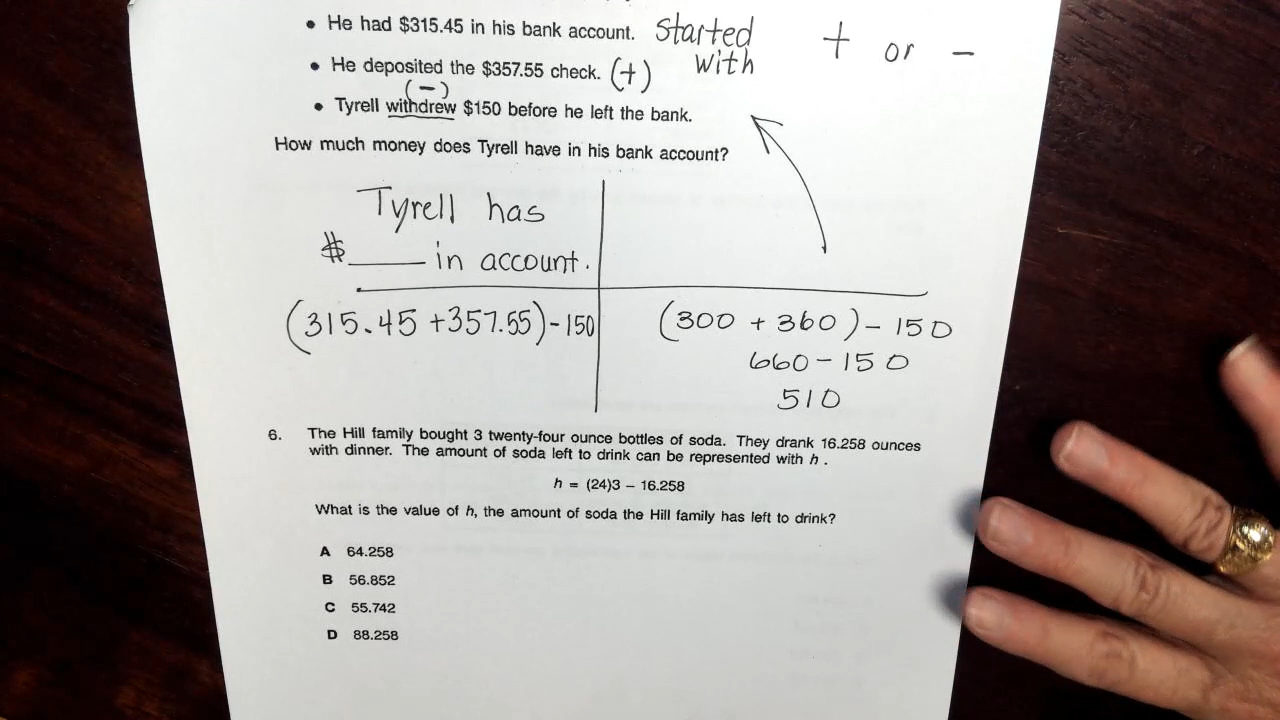 • He had $315.45 in his bank account. Started with + or -
• He deposited the $357.55 check. (+)
(-)
• Tyrell withdrew $150 before he left the bank.
How much money does Tyrell have in his bank account?
Tyrell has
$____ in account.
(315.45 +357.55)-150
(300 + 360)- 150
660-150
510
6. The Hill family bought 3 twenty-four ounce bottles of soda. They drank 16.258 ounces
with dinner. The amount of soda left to drink can be represented with h .
h = (24)3 – 16.258
What is the value of h, the amount of soda the Hill family has left to drink?
A 64.258
B 56.852
C 55.742
D 88.258